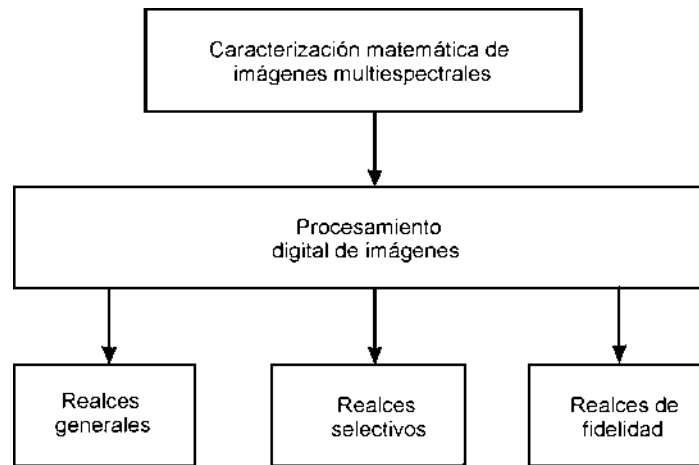 Caracterización matemática de
imágenes multiespectrales
Procesamiento
digital de imágenes
Realces
generales
Realces
selectivos
Realces de
fidelidad